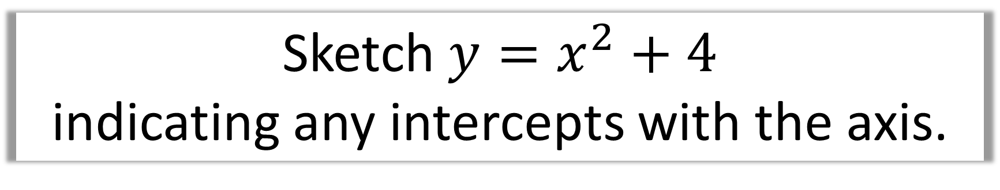 Sketch 𝑦 = 𝑥² + 4
indicating any intercepts with the axis.